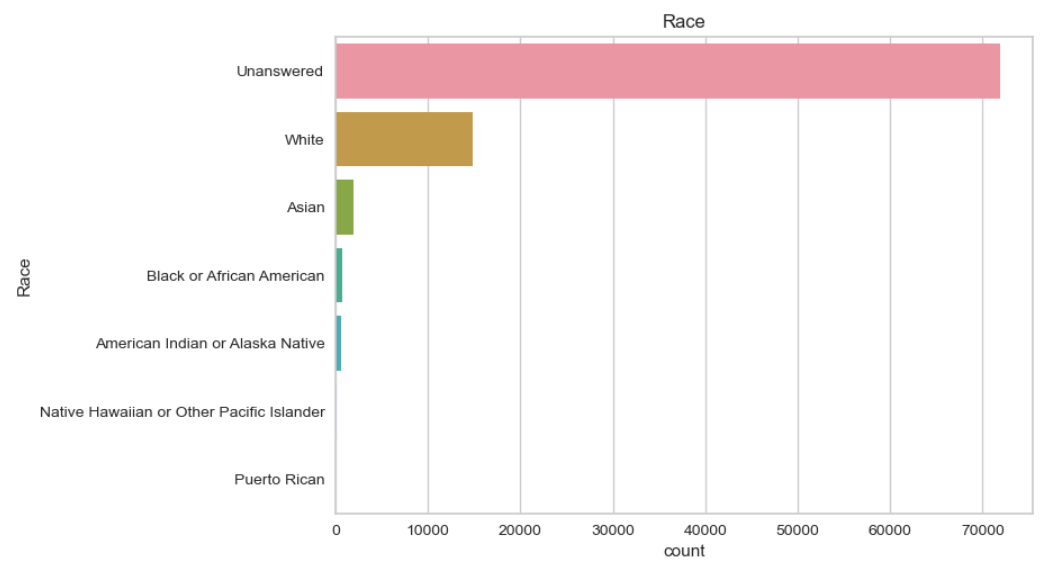 Race
Unanswered
White
Asian
Black or African American
American Indian or Alaska Native
Native Hawaiian or Other Pacific Islander
Puerto Rican
Race
0 10000 20000 30000 40000 50000 60000 70000
count